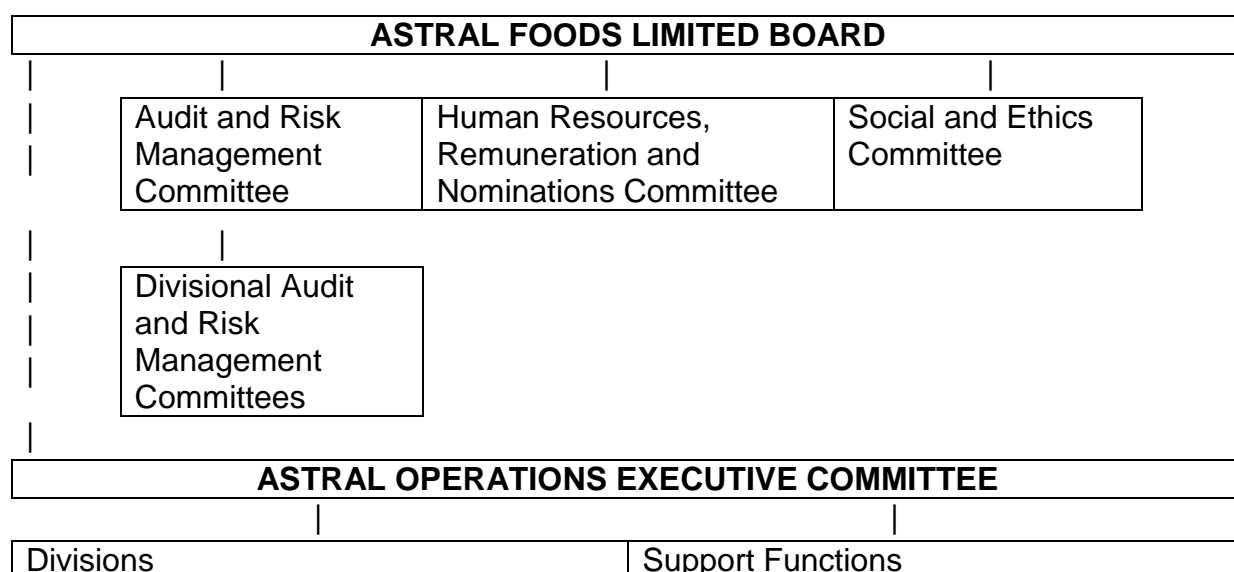 ASTRAL FOODS LIMITED BOARD
Audit and Risk
Management
Committee
Human Resources,
Remuneration and
Nominations Committee
Social and Ethics
Committee
Divisional Audit
and Risk
Management
Committees
ASTRAL OPERATIONS EXECUTIVE COMMITTEE
Divisions
Support Functions